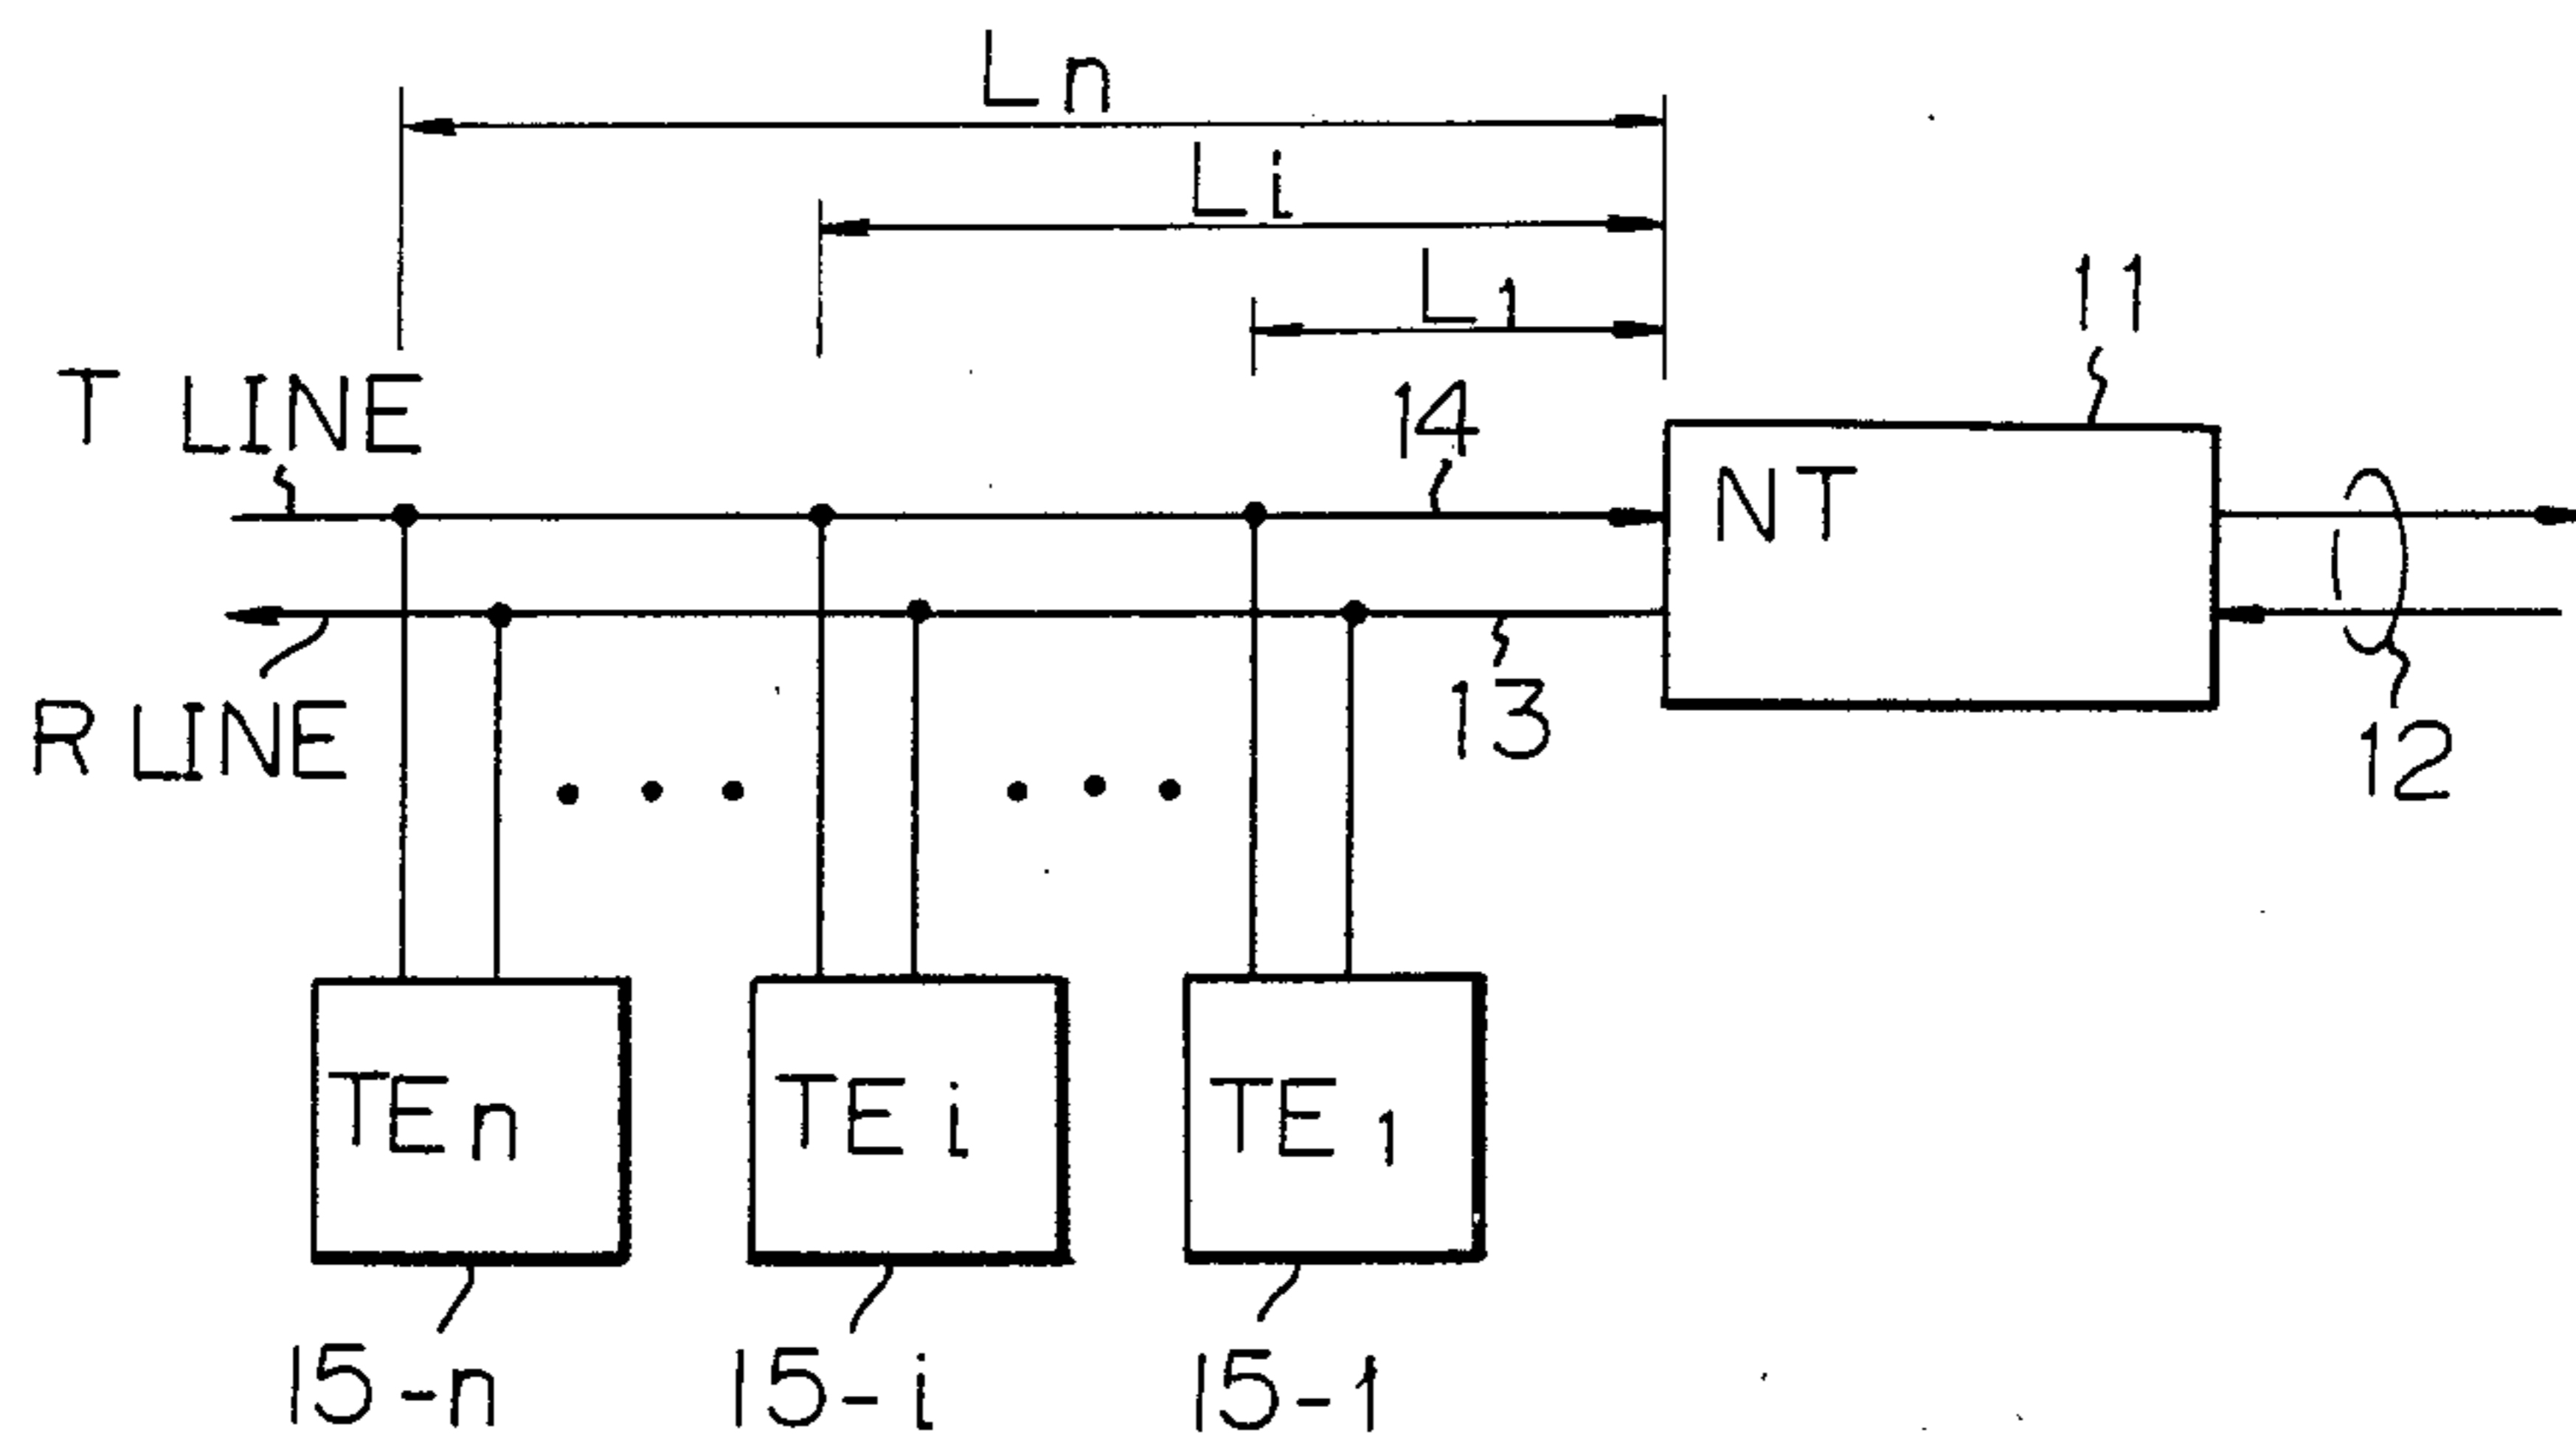 Ln
Li
L1
11
T LINE
14
NT
R LINE
13
12
TEn
TEi
TE1
15-n
15-i
15-1